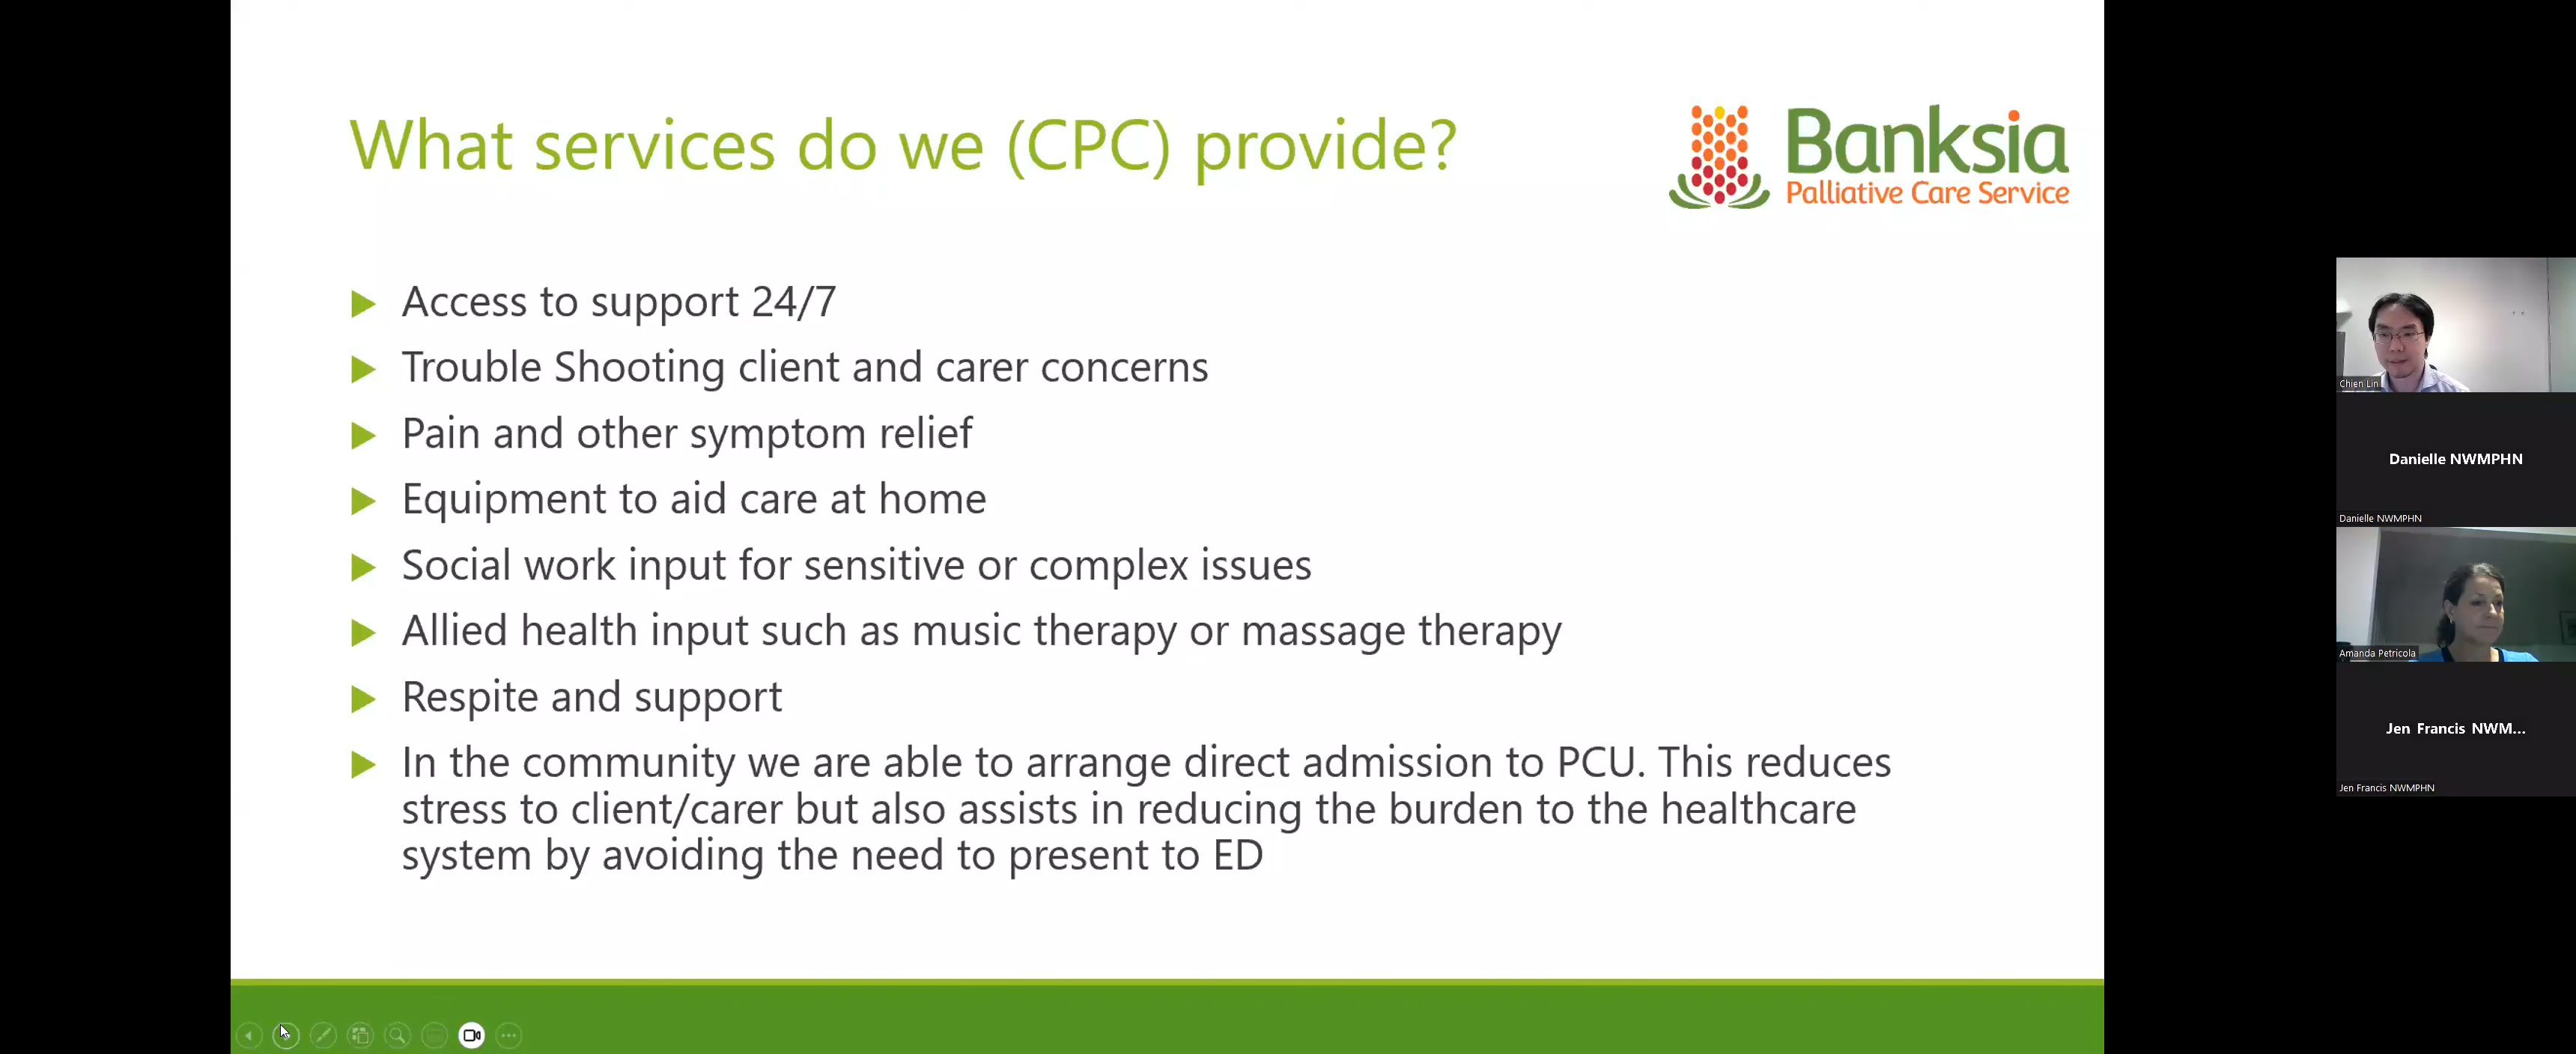 What services do we (CPC) provide?
Banksia
Palliative Care Service
Access to support 24/7
Trouble Shooting client and carer concerns
Pain and other symptom relief
Equipment to aid care at home
Social work input for sensitive or complex issues
Allied health input such as music therapy or massage therapy
Respite and support
In the community we are able to arrange direct admission to PCU. This reduces
stress to client/carer but also assists in reducing the burden to the healthcare
system by avoiding the need to present to ED
Chien Lin
Danielle NWMPHN
Danielle NWMPHN
Amanda Petricola
Jen Francis NWM...
Jen Francis NWMPHN